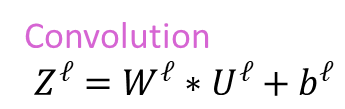 Convolution
Z^ℓ = W^ℓ * U^ℓ + b^ℓ